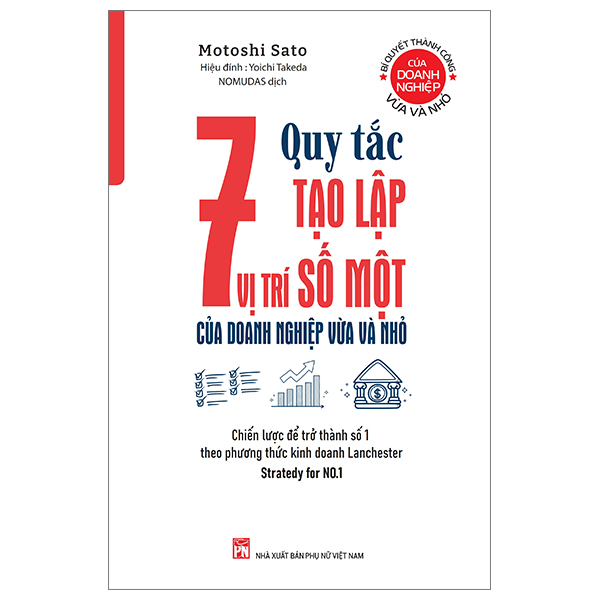 Motoshi Sato
Hiệu đính : Yoichi Takeda
NOMUDAS dịch
BÍ QUYẾT THÀNH CÔNG
CỦA
DOANH
NGHIỆP
VỪA VÀ NHỎ
7 Quy tắc
TẠO LẬP
VỊ TRÍ SỐ MỘT
CỦA DOANH NGHIỆP VỪA VÀ NHỎ
Chiến lược để trở thành số 1
theo phương thức kinh doanh Lanchester
Stratedy for NO.1
PN
NHÀ XUẤT BẢN PHỤ NỮ VIỆT NAM